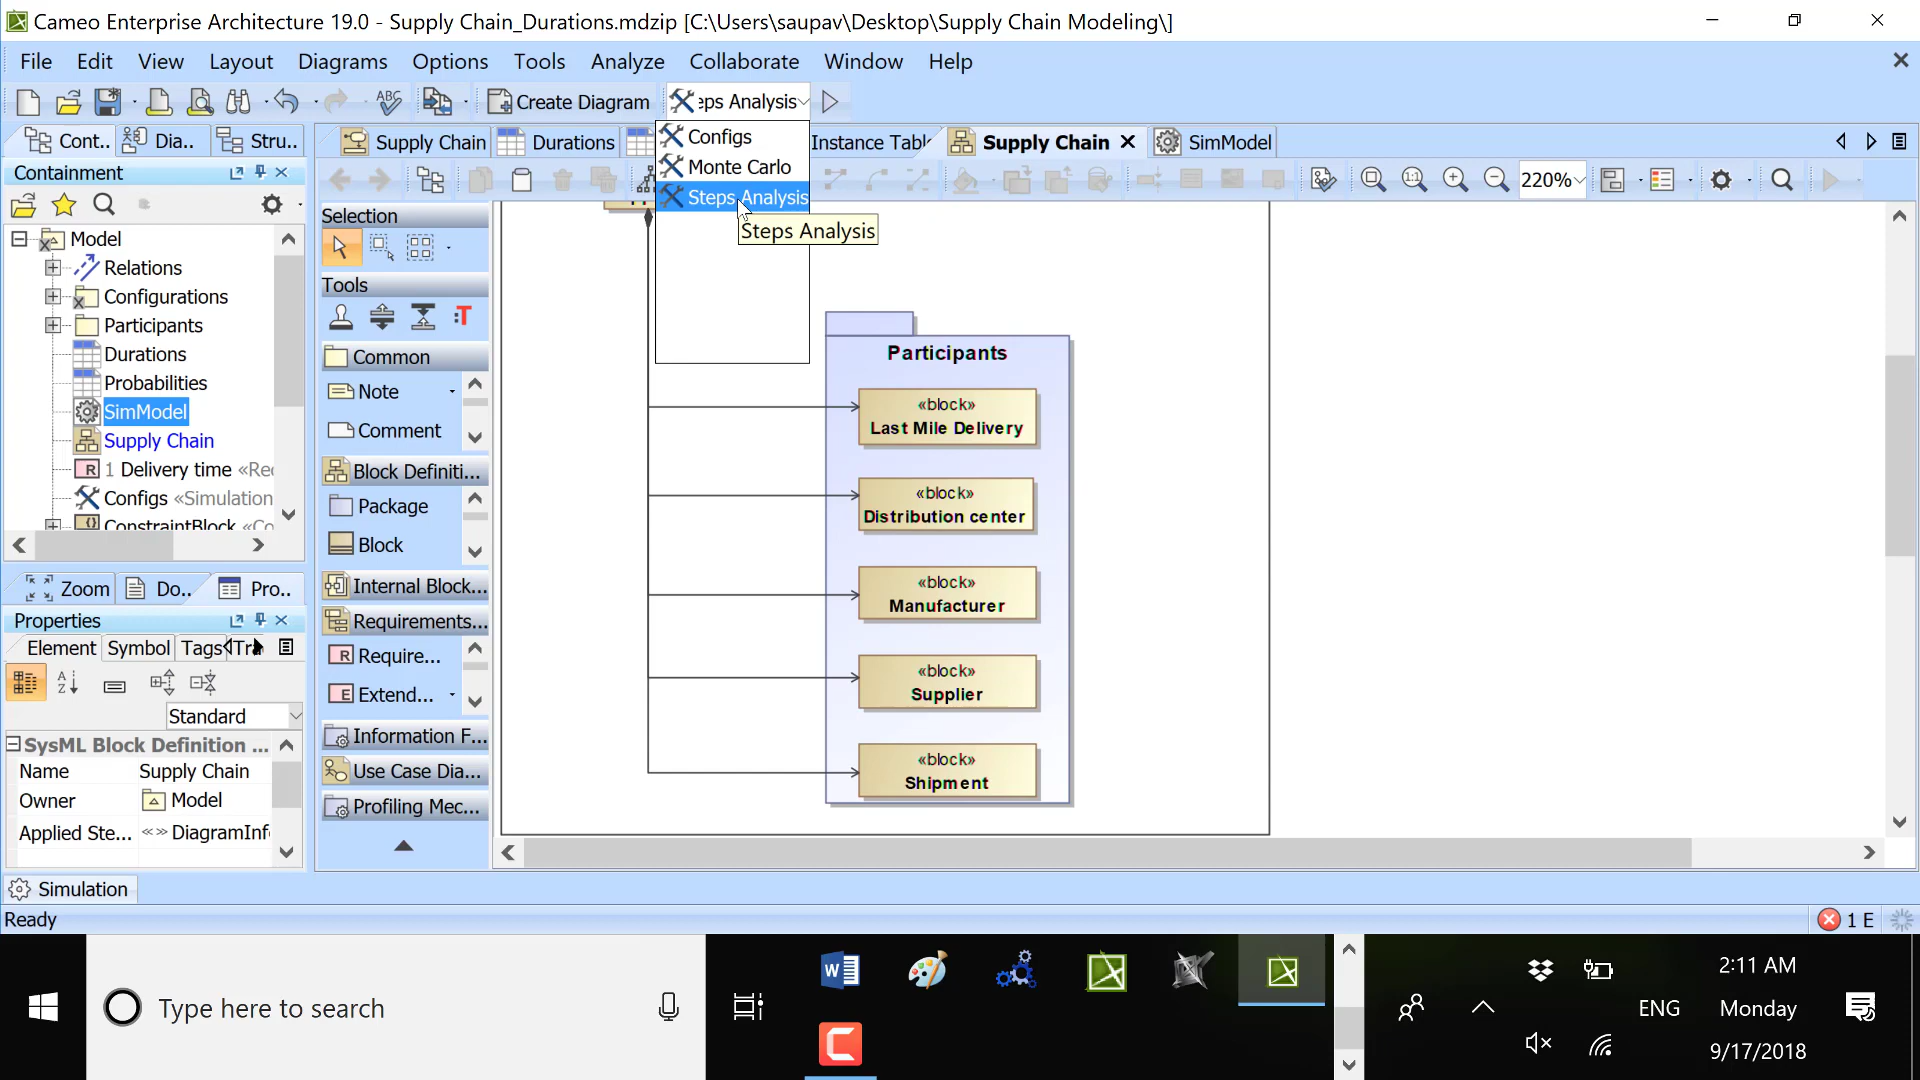 Cameo Enterprise Architecture 19.0 - Supply Chain_Durations.mdzip [C:\Users\saupav\Desktop\Supply Chain Modeling\]
File Edit View Layout Diagrams Options Tools Analyze Collaborate Window Help
ABC Create Diagram eps Analysis
Configs
Monte Carlo
Steps Analysis
Steps Analysis
Cont.. Dia.. Stru..
Supply Chain Durations Instance Tabl Supply Chain SimModel
220%
Containment
Model
Relations
Configurations
Participants
Durations
Probabilities
SimModel
Supply Chain
R 1 Delivery time «Re
Configs «Simulation
ConstraintBlock «Co
Zoom Do.. Pro..
Properties
Element Symbol Tags Tra
Standard
SysML Block Definition ...
Name Supply Chain
Owner Model
Applied Ste... «» DiagramInf
Selection
Tools
:T
Common
Note
Comment
Block Definiti...
Package
Block
Internal Block...
Requirements...
R Require...
E Extend...
Information F...
Use Case Dia...
Profiling Mec...
Participants
«block»
Last Mile Delivery
«block»
Distribution center
«block»
Manufacturer
«block»
Supplier
«block»
Shipment
Simulation
Ready
1 E
Type here to search
2:11 AM
ENG Monday
9/17/2018